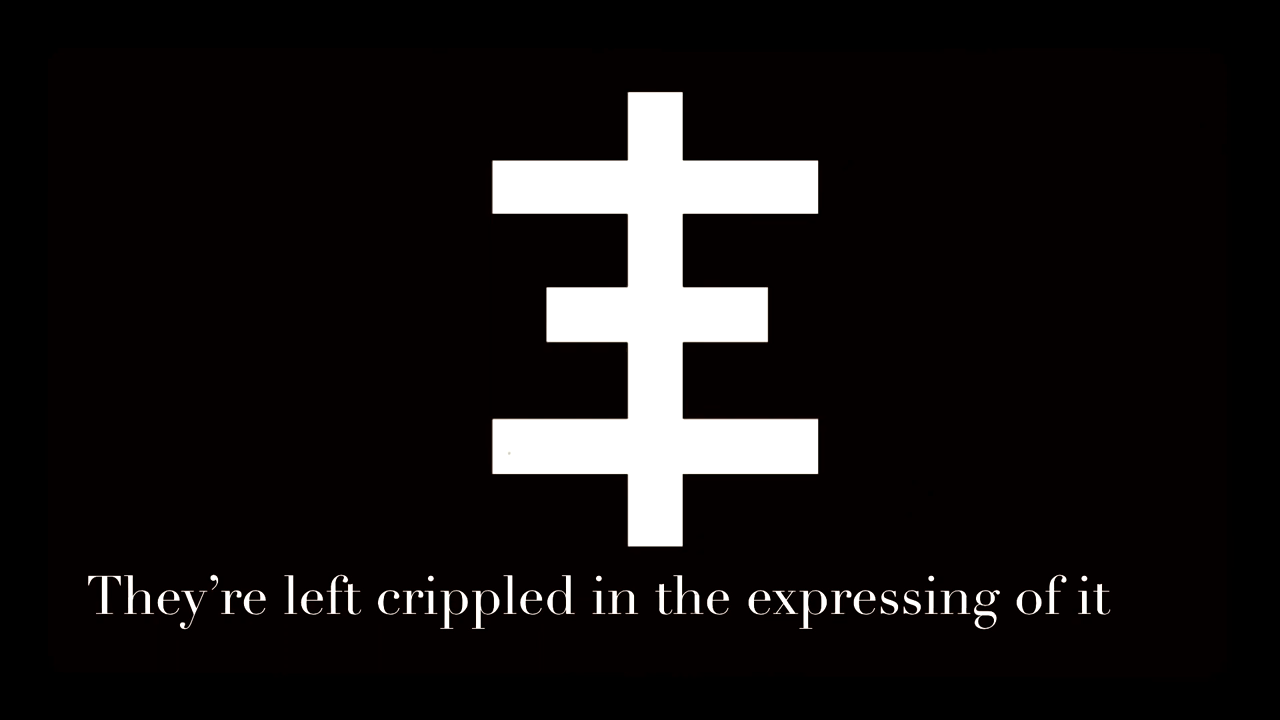 They’re left crippled in the expressing of it